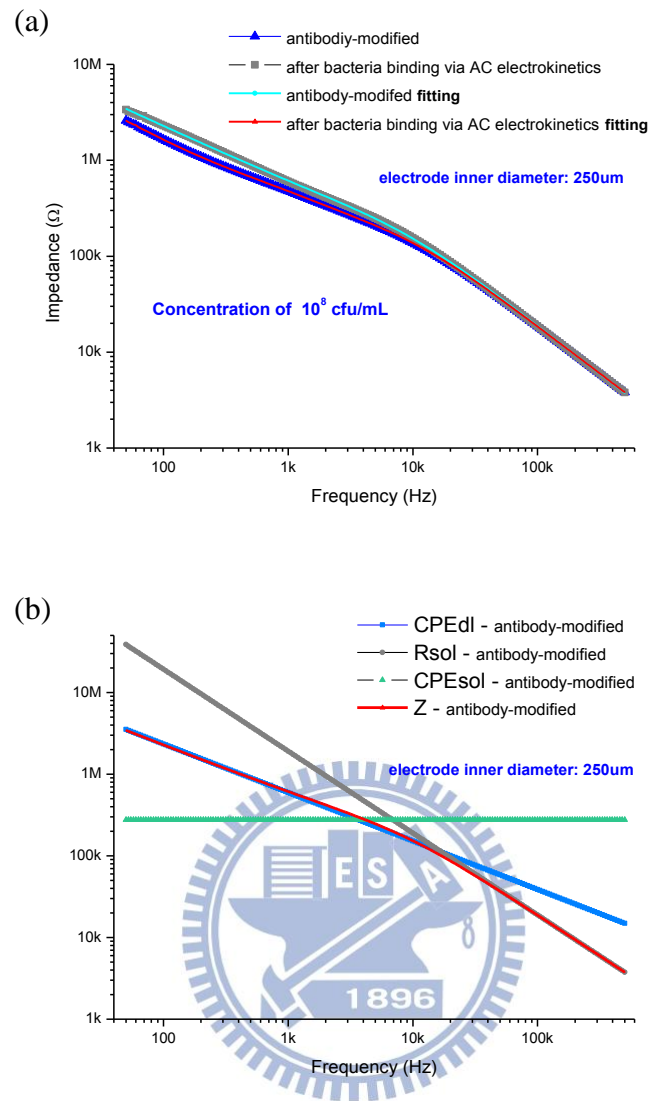 (a)
antibodiy-modified
after bacteria binding via AC electrokinetics
antibody-modifed fitting
after bacteria binding via AC electrokinetics fitting
electrode inner diameter: 250um
Concentration of 10⁸ cfu/mL
Impedance (Ω)
10M
1M
100k
10k
1k
100
1k
10k
100k
Frequency (Hz)
(b)
CPEdl - antibody-modified
Rsol - antibody-modified
CPEsol - antibody-modified
Z - antibody-modified
electrode inner diameter: 250um
10M
1M
100k
10k
1k
E S A
1896
100
1k
10k
100k
Frequency (Hz)